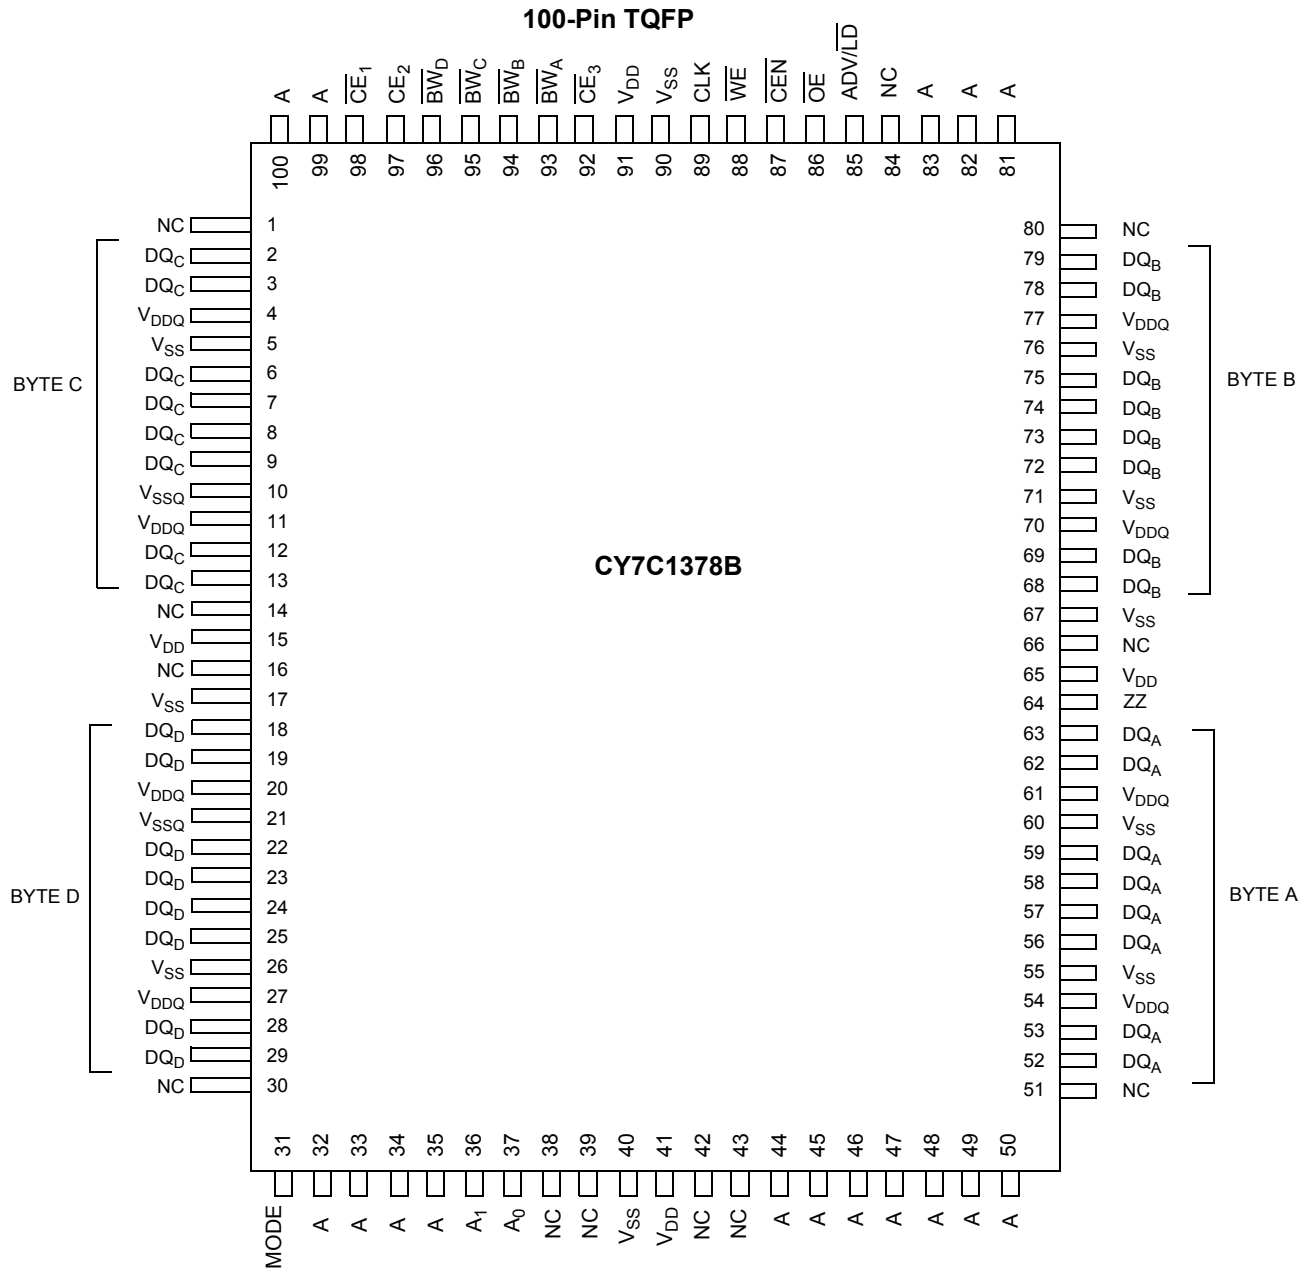 100-Pin TQFP
A A CE1 CE2 BWD BWC BWB BWA CE3 VDD VSS CLK WE CEN OE ADV/LD NC A A A
100 99 98 97 96 95 94 93 92 91 90 89 88 87 86 85 84 83 82 81
NC 1
DQC 2
DQC 3
VDDQ 4
VSS 5
DQC 6
DQC 7
DQC 8
DQC 9
VSSQ 10
VDDQ 11
DQC 12
DQC 13
NC 14
VDD 15
NC 16
VSS 17
DQD 18
DQD 19
VDDQ 20
VSSQ 21
DQD 22
DQD 23
DQD 24
DQD 25
VSS 26
VDDQ 27
DQD 28
DQD 29
NC 30
BYTE C
BYTE D
CY7C1378B
80 NC
79 DQB
78 DQB
77 VDDQ
76 VSS
75 DQB
74 DQB
73 DQB
72 DQB
71 VSS
70 VDDQ
69 DQB
68 DQB
67 VSS
66 NC
65 VDD
64 ZZ
63 DQA
62 DQA
61 VDDQ
60 VSS
59 DQA
58 DQA
57 DQA
56 DQA
55 VSS
54 VDDQ
53 DQA
52 DQA
51 NC
BYTE B
BYTE A
31 32 33 34 35 36 37 38 39 40 41 42 43 44 45 46 47 48 49 50
MODE A A A A A1 A0 NC NC VSS VDD NC NC A A A A A A A